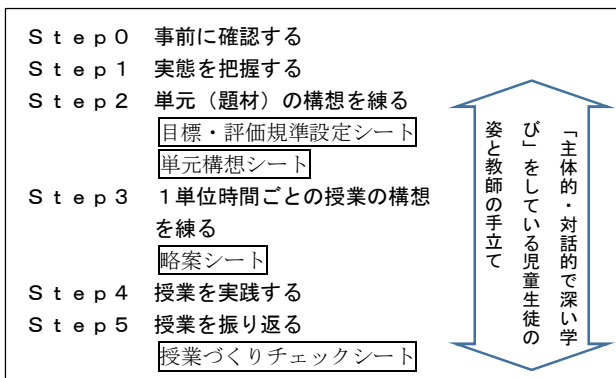 Ｓｔｅｐ０　事前に確認する
Ｓｔｅｐ１　実態を把握する
Ｓｔｅｐ２　単元（題材）の構想を練る
目標・評価規準設定シート
単元構想シート
Ｓｔｅｐ３　１単位時間ごとの授業の構想
を練る
略案シート
Ｓｔｅｐ４　授業を実践する
Ｓｔｅｐ５　授業を振り返る
授業づくりチェックシート
「主体的・対話的で深い学
び」をしている児童生徒の
姿と教師の手立て